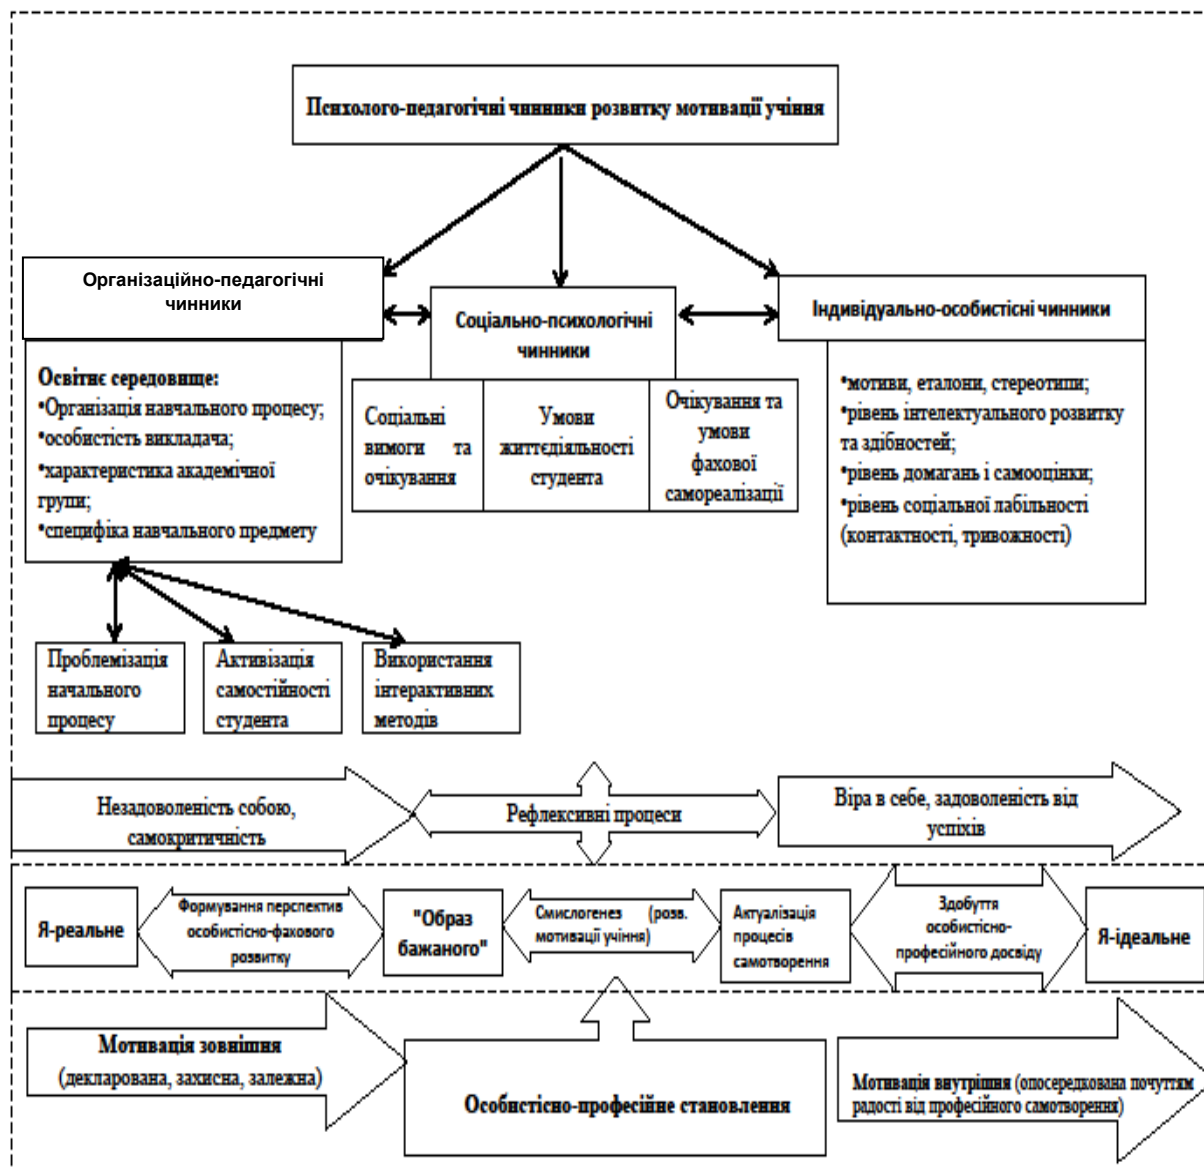 Психолого-педагогічні чинники розвитку мотивації учіння
Організаційно-педагогічні
чинники
Соціально-психологічні
чинники
Індивідуально-особистісні чинники
Освітнє середовище:
•Організація навчального процесу;
•особистість викладача;
•характеристика академічної
групи;
•специфіка навчального предмету
Соціальні
вимоги та
очікування
Умови
життєдіяльності
студента
Очікування та
умови
фахової
самореалізації
•мотиви, еталони, стереотипи;
•рівень інтелектуального розвитку
та здібностей;
•рівень домагань і самооцінки;
•рівень соціальної лабільності
(контактності, тривожності)
Проблемізація
начального
процесу
Активізація
самостійності
студента
Використання
інтерактивних
методів
Незадоволеність собою,
самокритичність
Рефлексивні процеси
Віра в себе, задоволеність від
успіхів
Я-реальне
Формування перспектив
особистісно-фахового
розвитку
"Образ
бажаного"
Смислогенез (розв.
мотивації учіння)
Актуалізація
процесів
самотворення
Здобуття
особистісно-
професійного досвіду
Я-ідеальне
Мотивація зовнішня
(декларована, захисна, залежна)
Особистісно-професійне становлення
Мотивація внутрішня (опосередкована почуттям
радості від професійного самотворення)